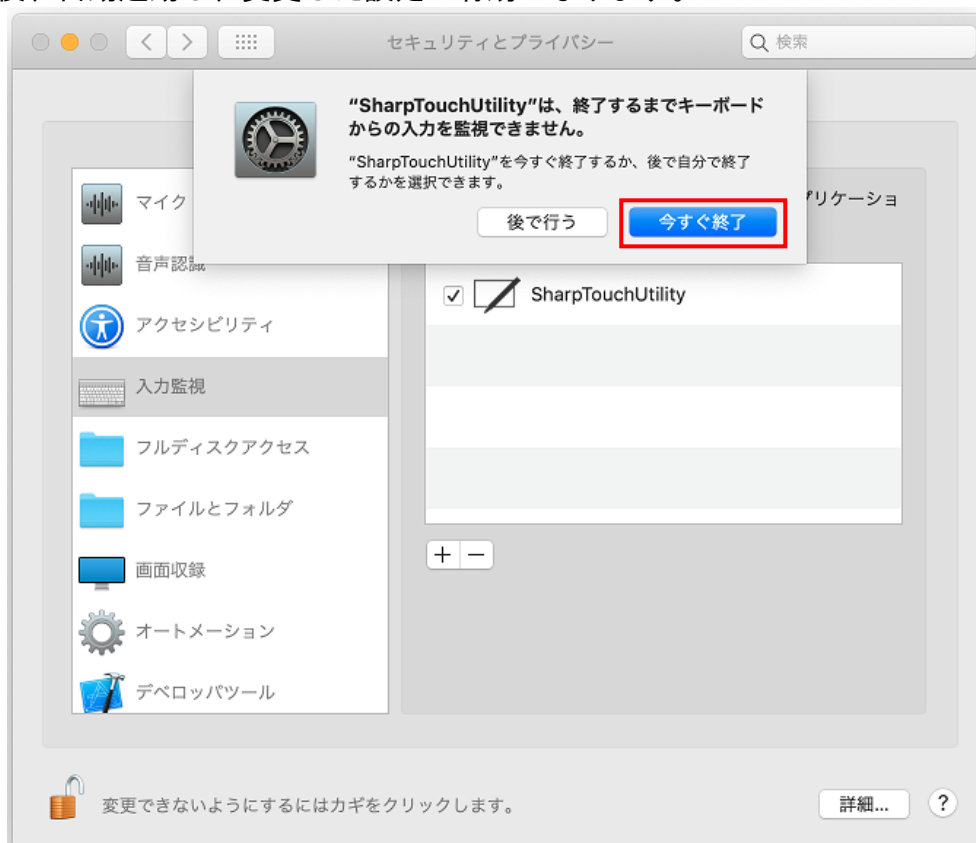 セキュリティとプライバシー
検索
“SharpTouchUtility”は、終了するまでキーボード
からの入力を監視できません。
“SharpTouchUtility”を今すぐ終了するか、後で自分で終了
するかを選択できます。
後で行う
今すぐ終了
プリケーショ
マイク
音声認識
アクセシビリティ
入力監視
フルディスクアクセス
ファイルとフォルダ
画面収録
オートメーション
デベロッパツール
SharpTouchUtility
変更できないようにするにはカギをクリックします。
詳細...
?